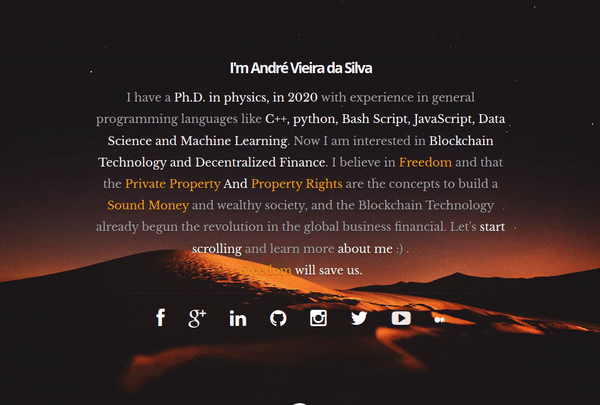 I'm André Vieira da Silva
I have a Ph.D. in physics, in 2020 with experience in general
programming languages like C++, python, Bash Script, JavaScript, Data
Science and Machine Learning. Now I am interested in Blockchain
Technology and Decentralized Finance. I believe in Freedom and that
the Private Property And Property Rights are the concepts to build a
Sound Money and wealthy society, and the Blockchain Technology
already begun the revolution in the global business financial. Let's start
scrolling and learn more about me :) .
Freedom will save us.